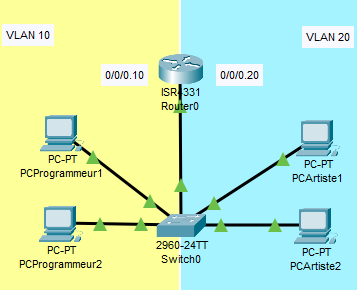 VLAN 10
VLAN 20
0/0/0.10
0/0/0.20
ISR4331
Router0
PC-PT
PCProgrammeur1
PC-PT
PCArtiste1
PC-PT
PCProgrammeur2
2960-24TT
Switch0
PC-PT
PCArtiste2